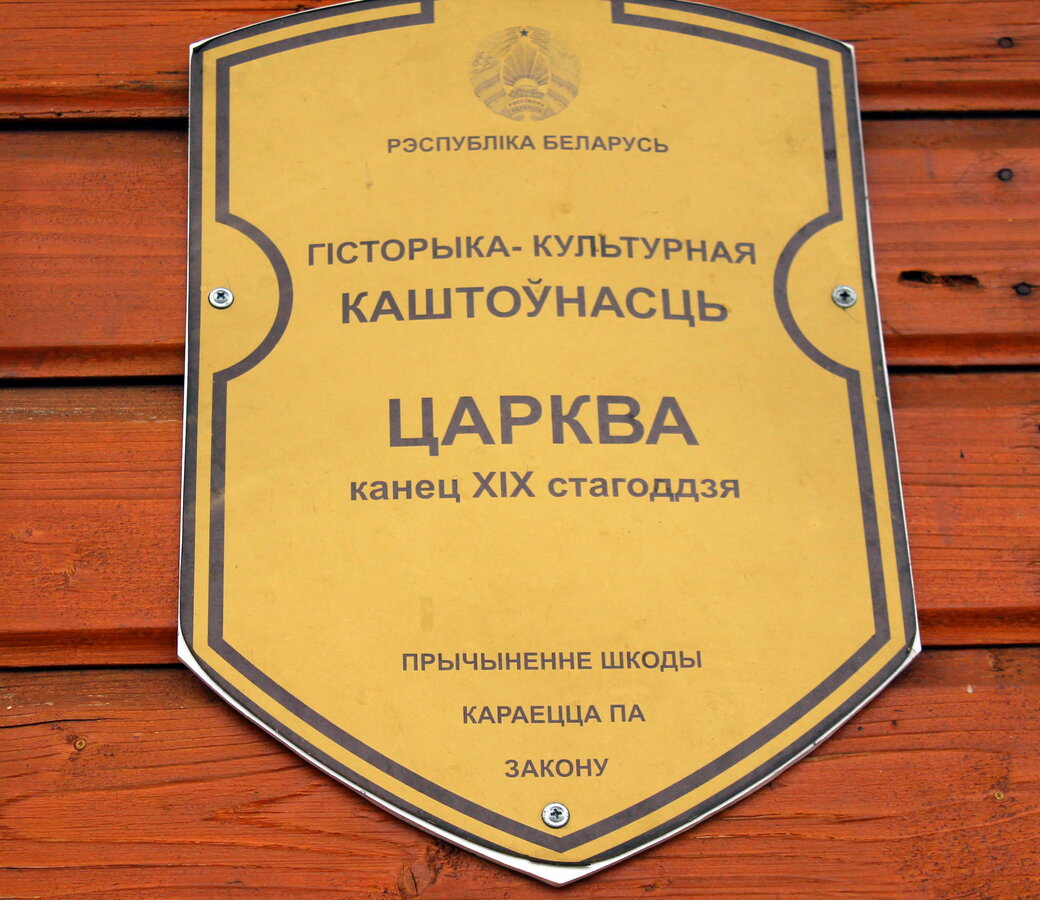 РЭСПУБЛІКА БЕЛАРУСЬ
ГІСТОРЫКА- КУЛЬТУРНАЯ
КАШТОЎНАСЦЬ
ЦАРКВА
канец XIX стагоддзя
ПРЫЧЫНЕННЕ ШКОДЫ
КАРАЕЦЦА ПА
ЗАКОНУ